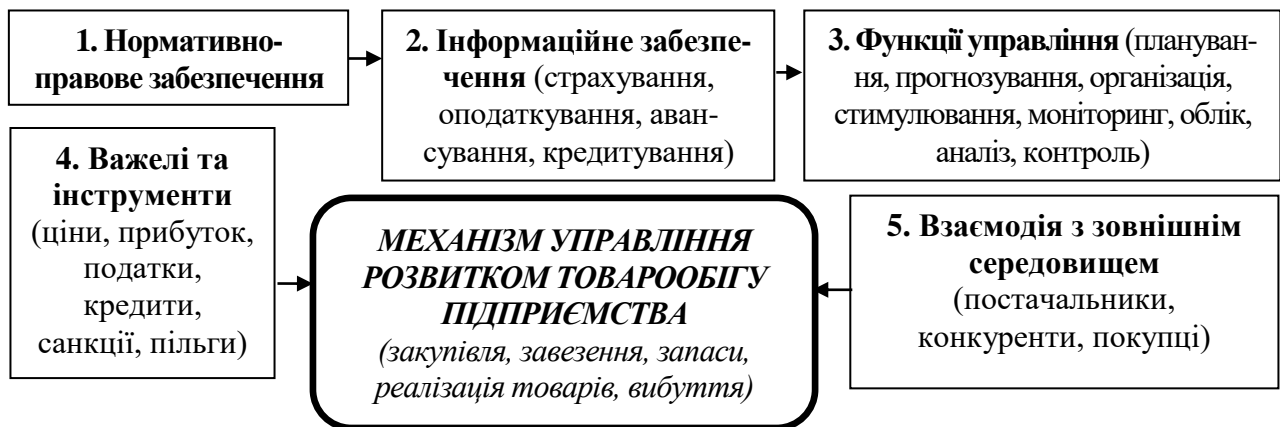 1. Нормативно-
правове забезпечення
2. Інформаційне забезпе-
чення (страхування,
оподаткування, аван-
сування, кредитування)
3. Функції управління (плануван-
ня, прогнозування, організація,
стимулювання, моніторинг, облік,
аналіз, контроль)
4. Важелі та
інструменти
(ціни, прибуток,
податки,
кредити,
санкції, пільги)
МЕХАНІЗМ УПРАВЛІННЯ
РОЗВИТКОМ ТОВАРООБІГУ
ПІДПРИЄМСТВА
(закупівля, завезення, запаси,
реалізація товарів, вибуття)
5. Взаємодія з зовнішнім
середовищем
(постачальники,
конкуренти, покупці)